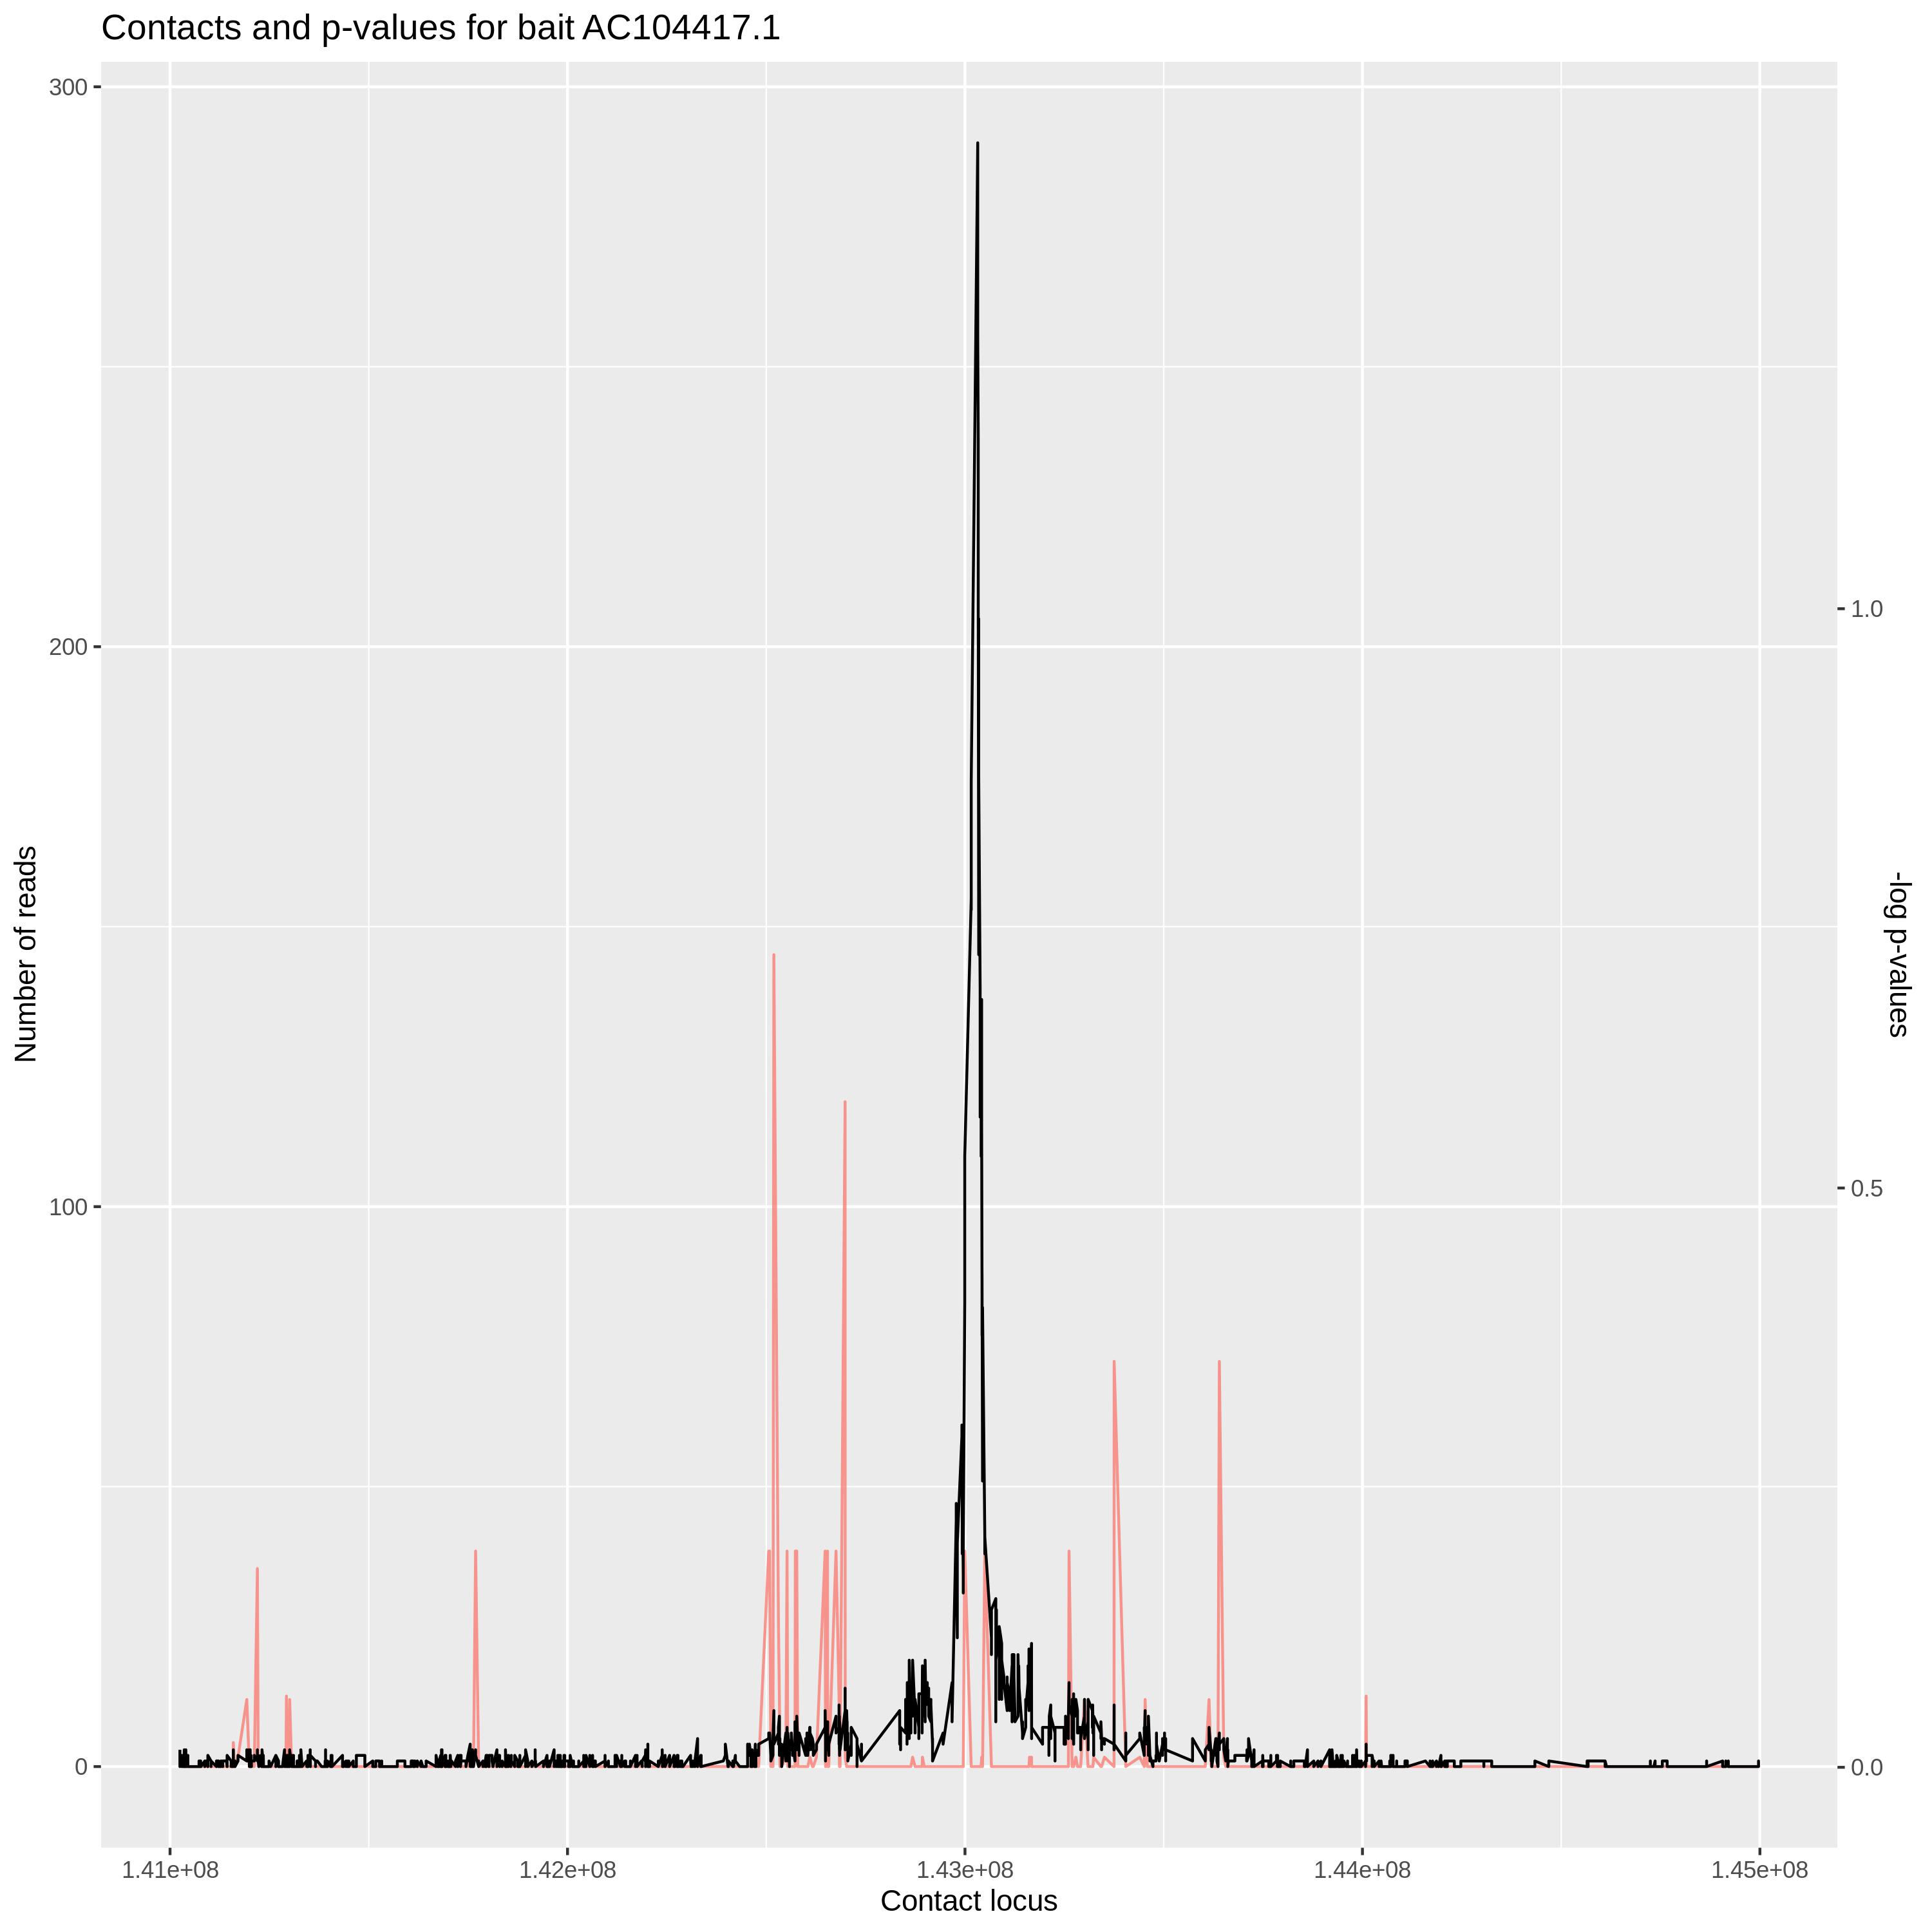 Contacts and p-values for bait AC104417.1
300
200
100
0
Number of reads
1.0
0.5
0.0
-log p-values
1.41e+08
1.42e+08
1.43e+08
1.44e+08
1.45e+08
Contact locus